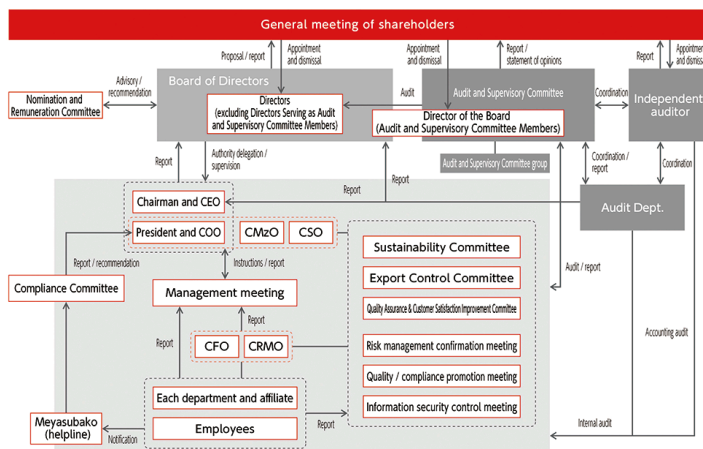 General meeting of shareholders
Proposal / report
Appointment
and dismissal
Appointment
and dismissal
Report /
statement of opinions
Report
Appointment
and dismissal
Advisory /
recommendation
Board of Directors
Audit
Audit and Supervisory Committee
Coordination
Independent
auditor
Nomination and
Remuneration Committee
Directors
(excluding Directors Serving as Audit
and Supervisory Committee Members)
Director of the Board
(Audit and Supervisory Committee Members)
Audit and Supervisory Committee group
Report
Authority delegation /
supervision
Report
Report
Coordination /
report
Coordination
Chairman and CEO
Audit Dept.
President and COO
CMzO
CSO
Sustainability Committee
Report / recommendation
Instructions / report
Export Control Committee
Audit / report
Compliance Committee
Management meeting
Quality Assurance & Customer Satisfaction Improvement Committee
Report
Report
Accounting audit
CFO
CRMO
Risk management confirmation meeting
Quality / compliance promotion meeting
Each department and affiliate
Information security control meeting
Meyasubako
(helpline)
Notification
Employees
Report
Internal audit